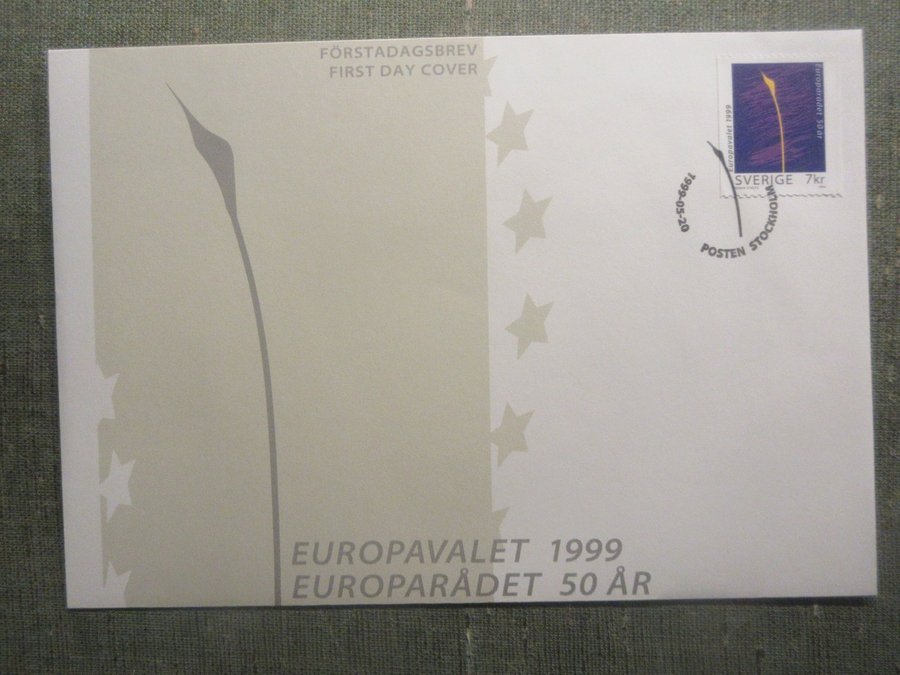 FÖRSTADAGSBREV
FIRST DAY COVER
Europavalet 1999
Europarådet 50 år
SVERIGE 7kr
1999-05-20
POSTEN STOCKHOLM
EUROPAVALET 1999
EUROPARÅDET 50 ÅR